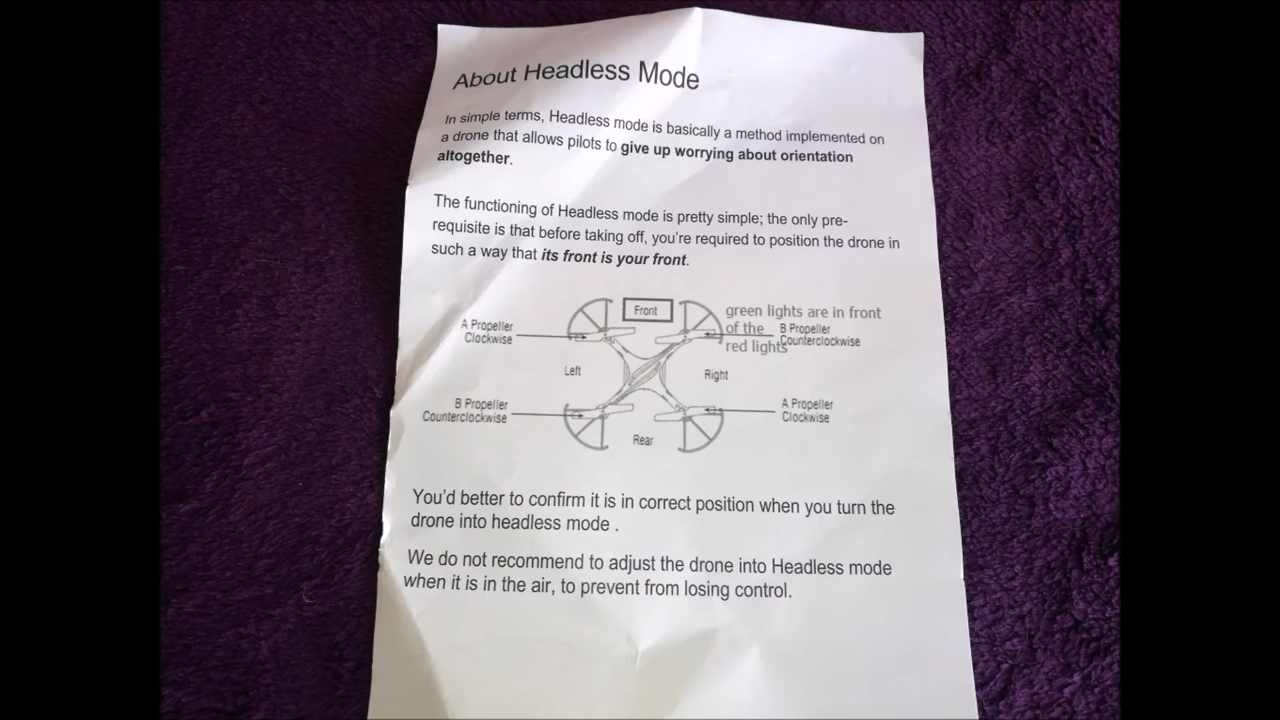 About Headless Mode
In simple terms, Headless mode is basically a method implemented on
a drone that allows pilots to give up worrying about orientation
altogether.
The functioning of Headless mode is pretty simple; the only pre-
requisite is that before taking off, you're required to position the drone in
such a way that its front is your front.
Front
green lights are in front
of the
red lights
A Propeller
Clockwise
B Propeller
Counterclockwise
Left
Right
B Propeller
Counterclockwise
A Propeller
Clockwise
Rear
You'd better to confirm it is in correct position when you turn the
drone into headless mode .
We do not recommend to adjust the drone into Headless mode
when it is in the air, to prevent from losing control.